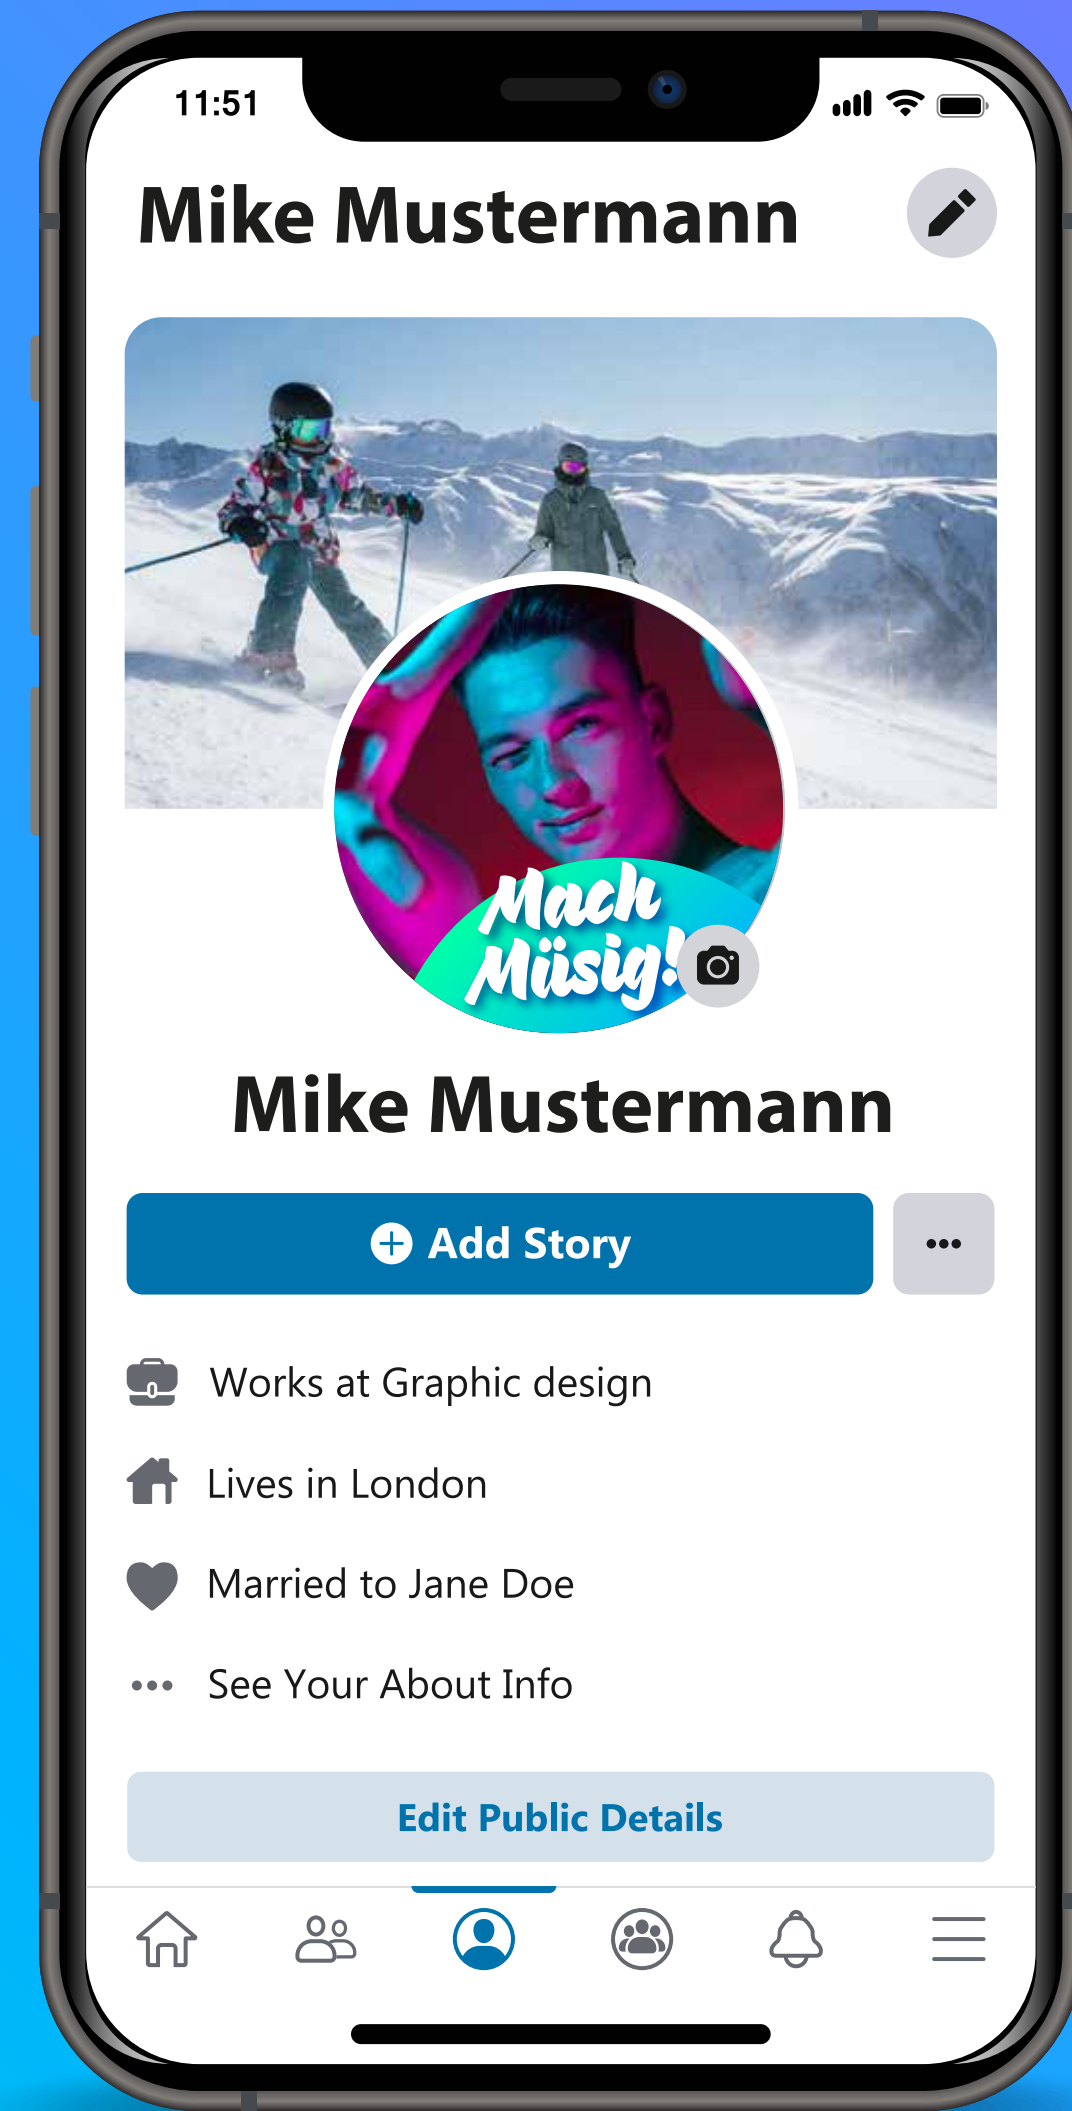 11:51
Mike Mustermann
Mach
Müsig!
Mike Mustermann
Add Story
Works at Graphic design
Lives in London
Married to Jane Doe
See Your About Info
Edit Public Details